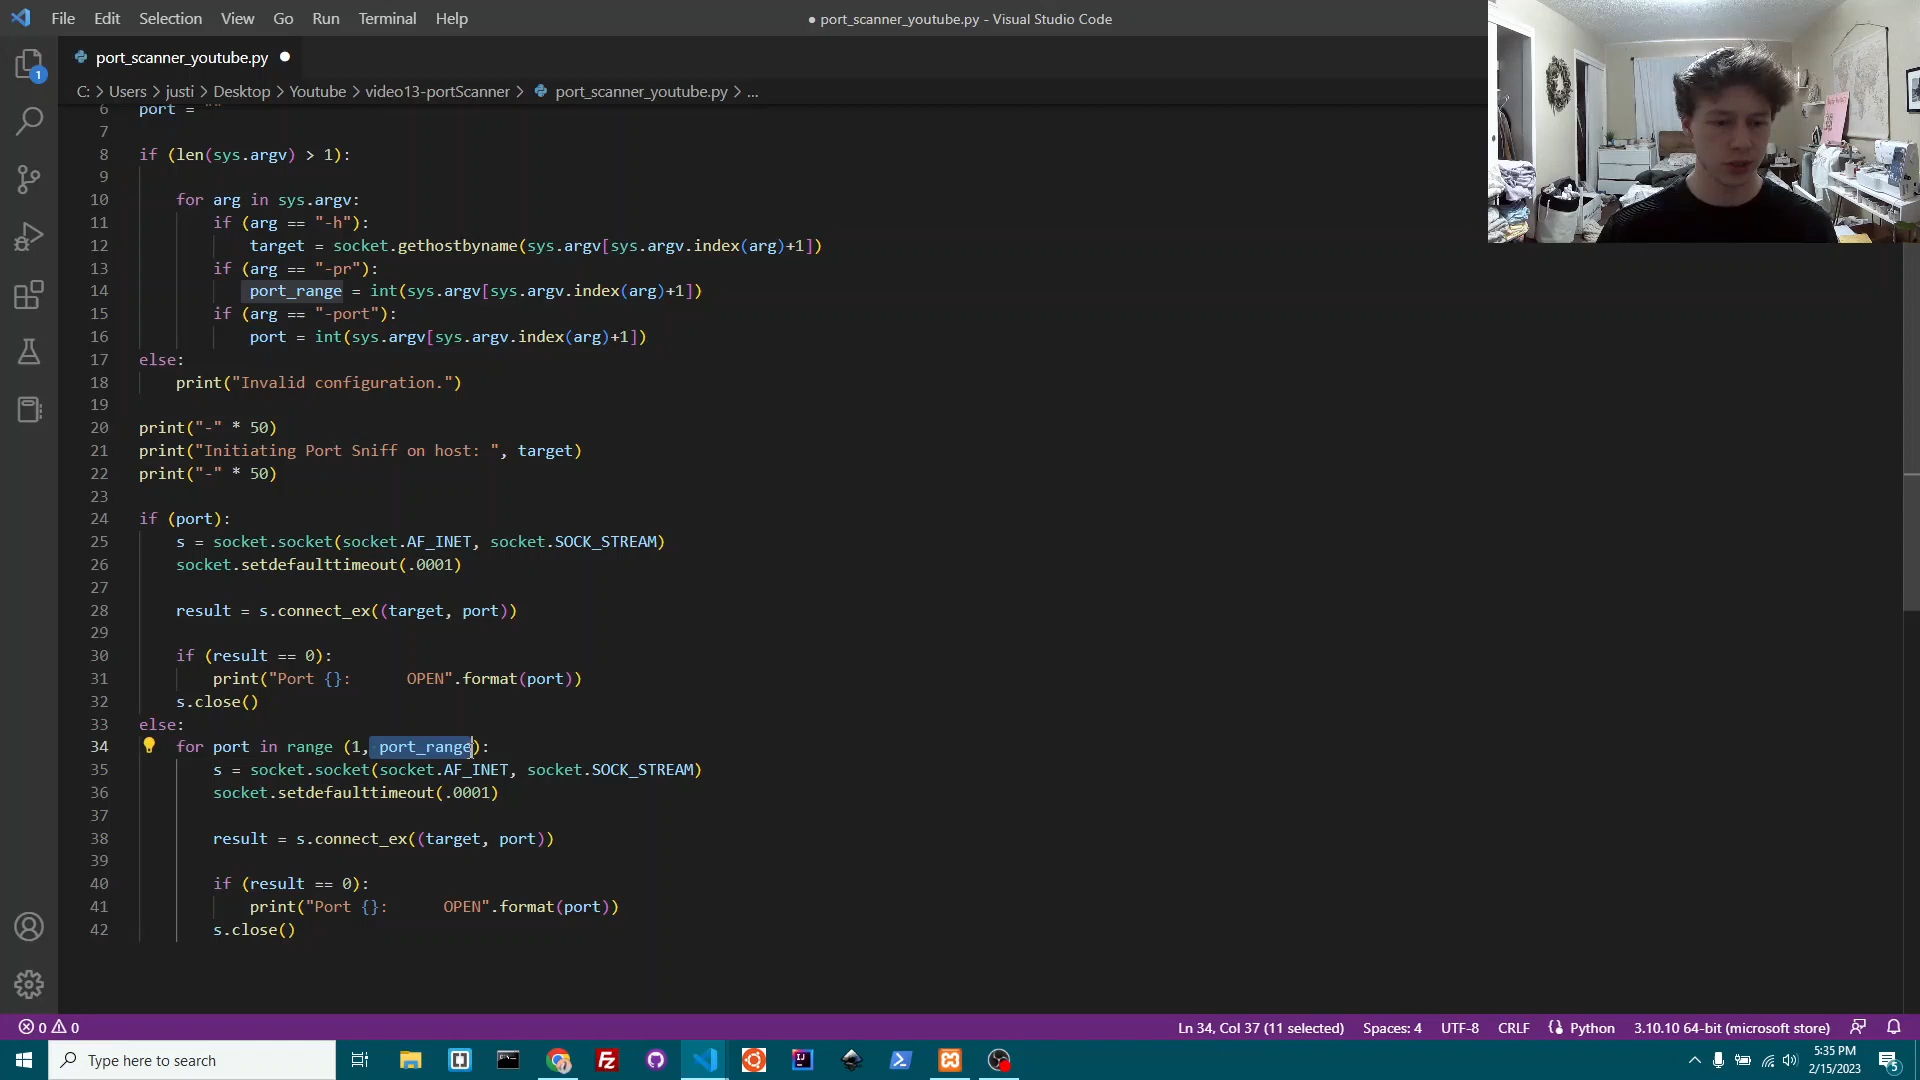 File Edit Selection View Go Run Terminal Help
● port_scanner_youtube.py - Visual Studio Code
port_scanner_youtube.py ●
C: > Users > justi > Desktop > Youtube > video13-portScanner > port_scanner_youtube.py > ...
6 port = ""
7
8 if (len(sys.argv) > 1):
9
10 for arg in sys.argv:
11 if (arg == "-h"):
12 target = socket.gethostbyname(sys.argv[sys.argv.index(arg)+1])
13 if (arg == "-pr"):
14 port_range = int(sys.argv[sys.argv.index(arg)+1])
15 if (arg == "-port"):
16 port = int(sys.argv[sys.argv.index(arg)+1])
17 else:
18 print("Invalid configuration.")
19
20 print("-" * 50)
21 print("Initiating Port Sniff on host: ", target)
22 print("-" * 50)
23
24 if (port):
25 s = socket.socket(socket.AF_INET, socket.SOCK_STREAM)
26 socket.setdefaulttimeout(.0001)
27
28 result = s.connect_ex((target, port))
29
30 if (result == 0):
31 print("Port {}:      OPEN".format(port))
32 s.close()
33 else:
34 for port in range (1, port_range):
35 s = socket.socket(socket.AF_INET, socket.SOCK_STREAM)
36 socket.setdefaulttimeout(.0001)
37
38 result = s.connect_ex((target, port))
39
40 if (result == 0):
41 print("Port {}:      OPEN".format(port))
42 s.close()
0 0 Ln 34, Col 37 (11 selected) Spaces: 4 UTF-8 CRLF Python 3.10.10 64-bit (microsoft store)
Type here to search
5:35 PM
2/15/2023
5
1